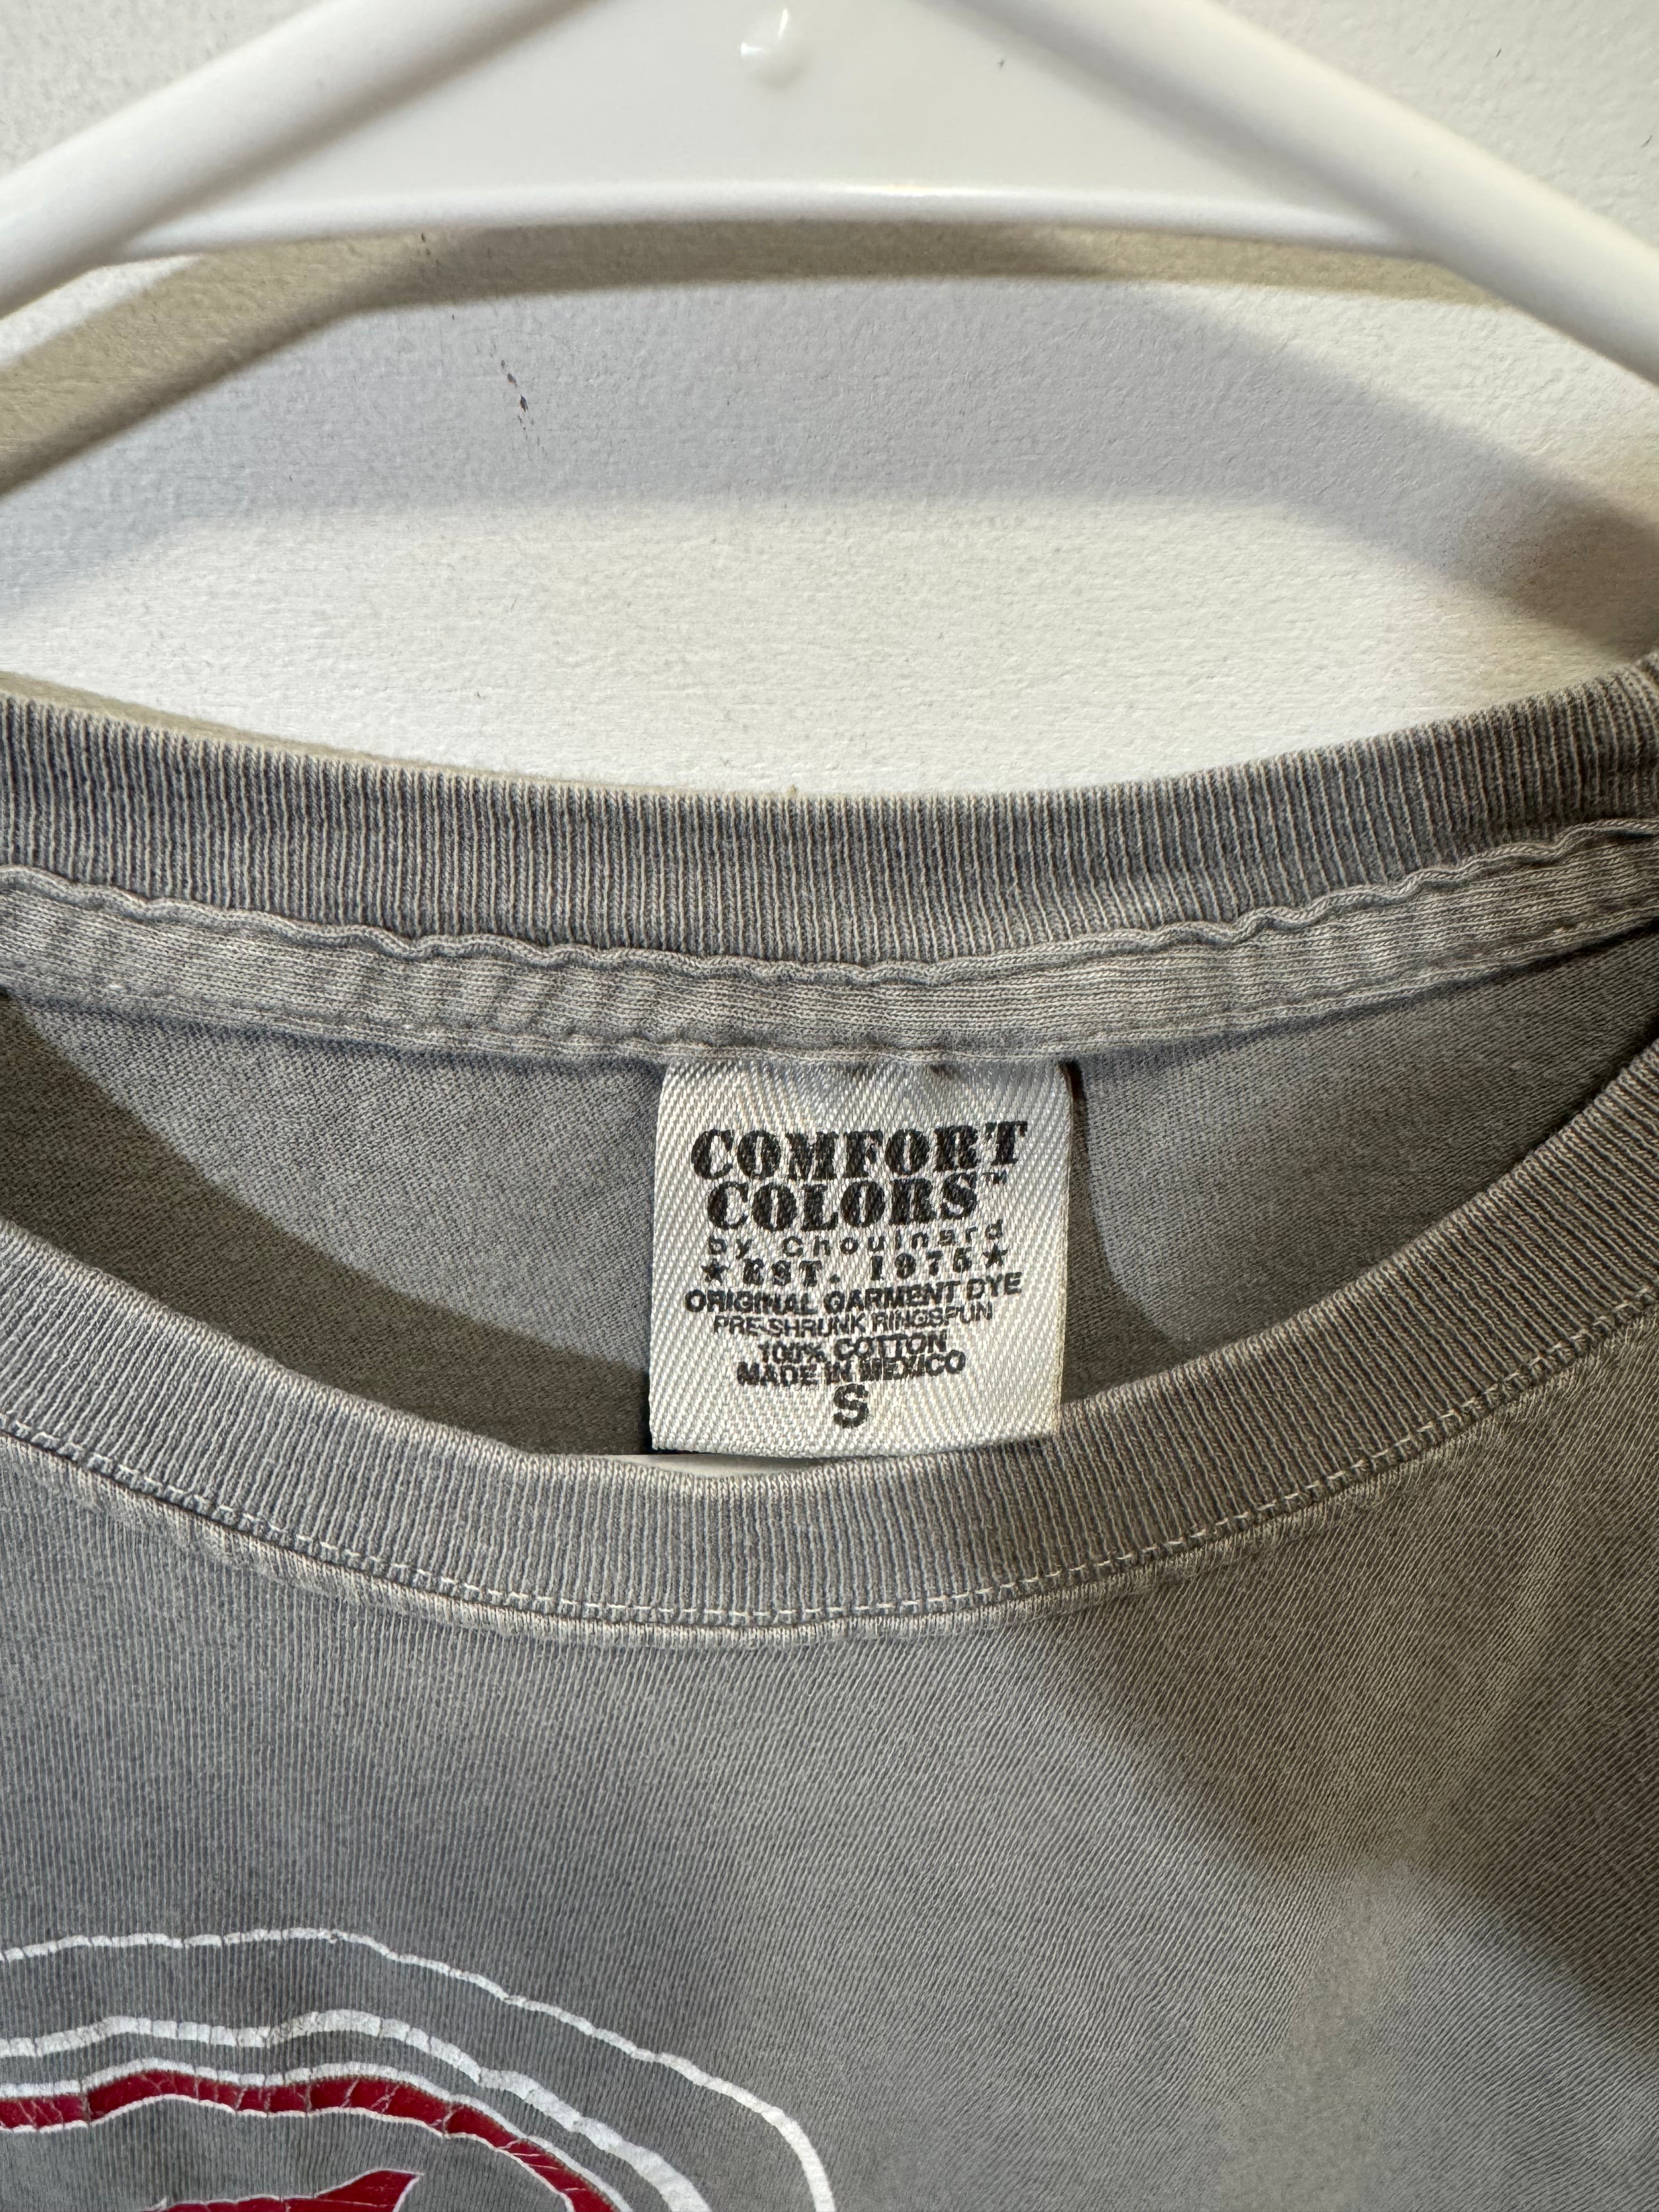 COMFORT
COLORS™
by Chouinard
★ EST. 1975 ★
ORIGINAL GARMENT DYE
PRE-SHRUNK RINGSPUN
100% COTTON
MADE IN MEXICO
S